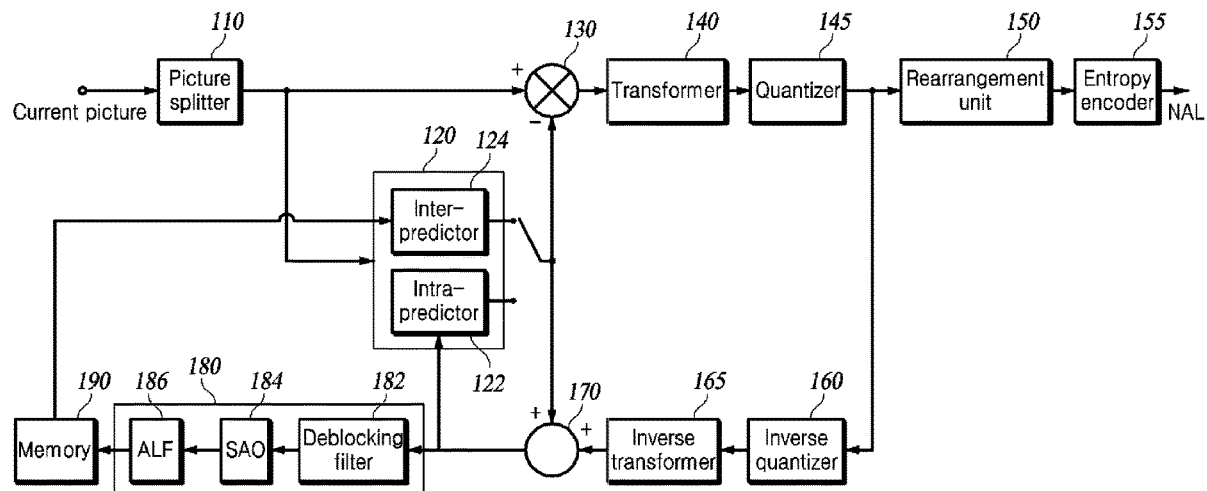 110
130
140
145
150
155
Picture
splitter
+
Transformer
Quantizer
Rearrangement
unit
Entropy
encoder
Current picture
NAL
−
120
124
Inter-
predictor
Intra-
predictor
122
190
186
180
184
182
170
165
160
Memory
ALF
SAO
Deblocking
filter
+
+
Inverse
transformer
Inverse
quantizer